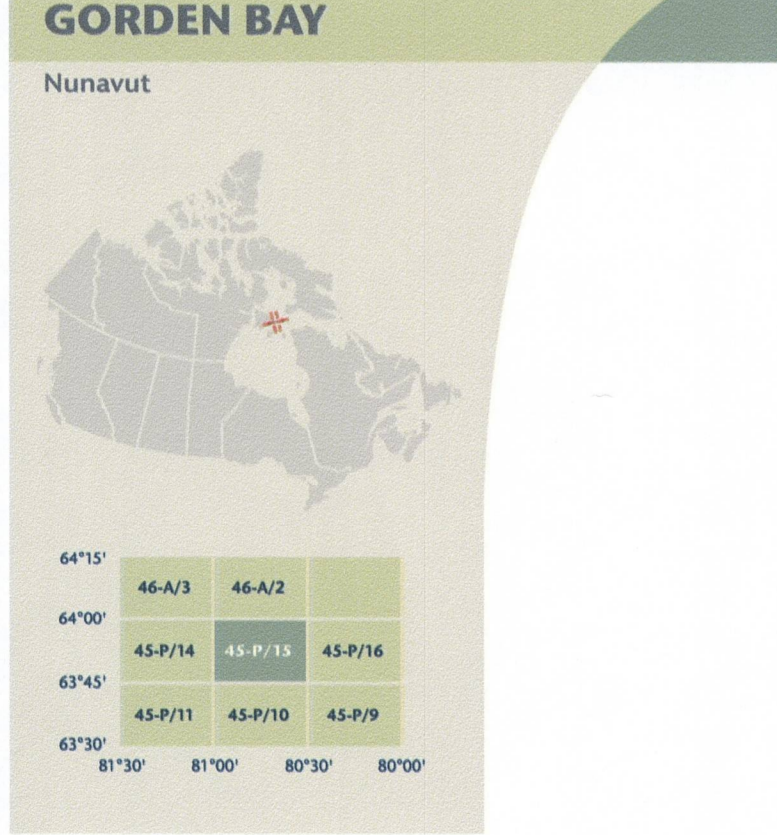 GORDEN BAY
Nunavut
64°15'
46-A/3 46-A/2
64°00'
45-P/14 45-P/15 45-P/16
63°45'
45-P/11 45-P/10 45-P/9
63°30'
81°30' 81°00' 80°30' 80°00'